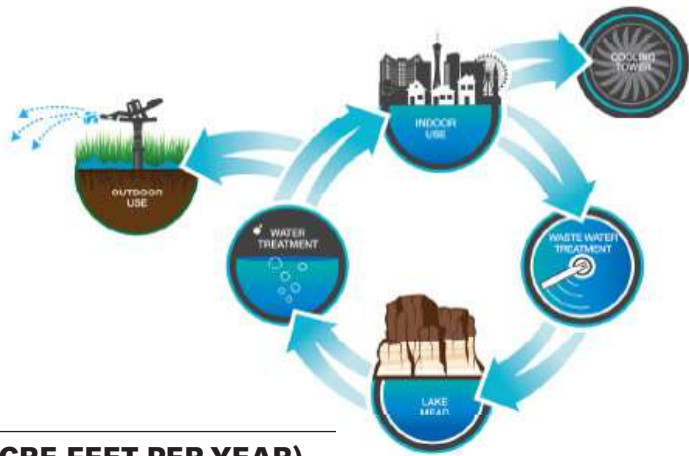 COOLING
TOWER
INDOOR
USE
OUTDOOR
USE
WATER
TREATMENT
WASTE WATER
TREATMENT
LAKE
MEAD
CRE-FEET PER YEAR)